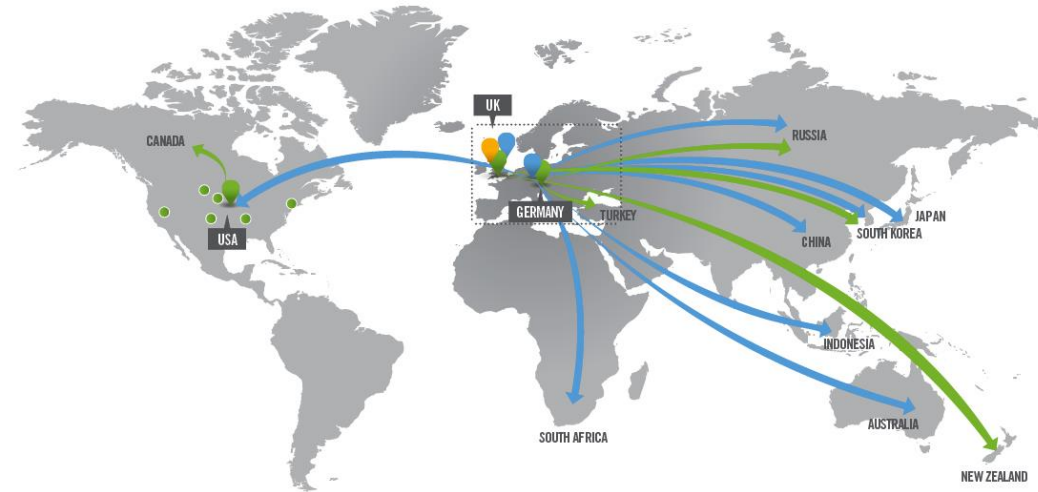 UK
CANADA
RUSSIA
GERMANY
TURKEY
JAPAN
SOUTH KOREA
USA
CHINA
INDONESIA
AUSTRALIA
SOUTH AFRICA
NEW ZEALAND